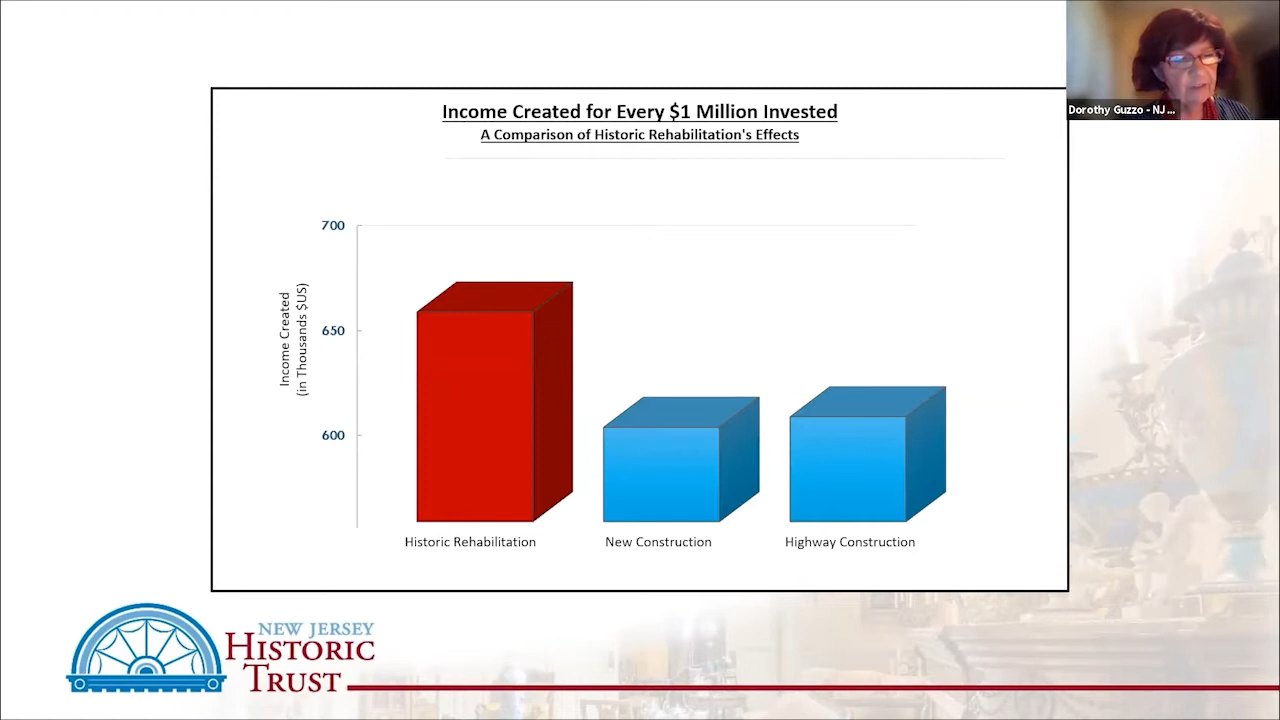 Dorothy Guzzo - NJ ...
Income Created for Every $1 Million Invested
A Comparison of Historic Rehabilitation's Effects
700
650
600
Income Created
(in Thousands $US)
Historic Rehabilitation
New Construction
Highway Construction
NEW JERSEY
HISTORIC
TRUST